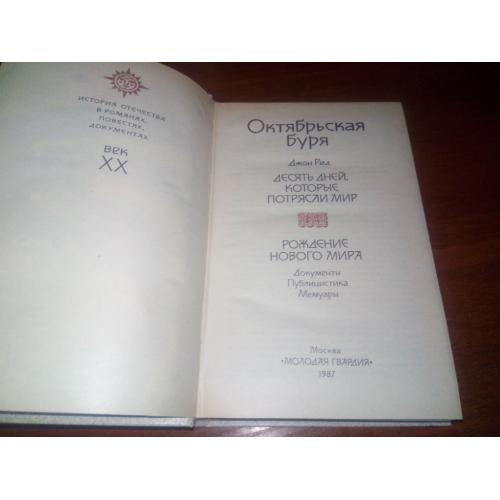 ИСТОРИЯ ОТЕЧЕСТВА
В РОМАНАХ,
ПОВЕСТЯХ,
ДОКУМЕНТАХ
ВЕК
XX
Октябрьская
буря
Джон Рид
ДЕСЯТЬ ДНЕЙ,
КОТОРЫЕ
ПОТРЯСЛИ МИР
РОЖДЕНИЕ
НОВОГО МИРА
Документы
Публицистика
Мемуары
Москва
«МОЛОДАЯ ГВАРДИЯ»
1987